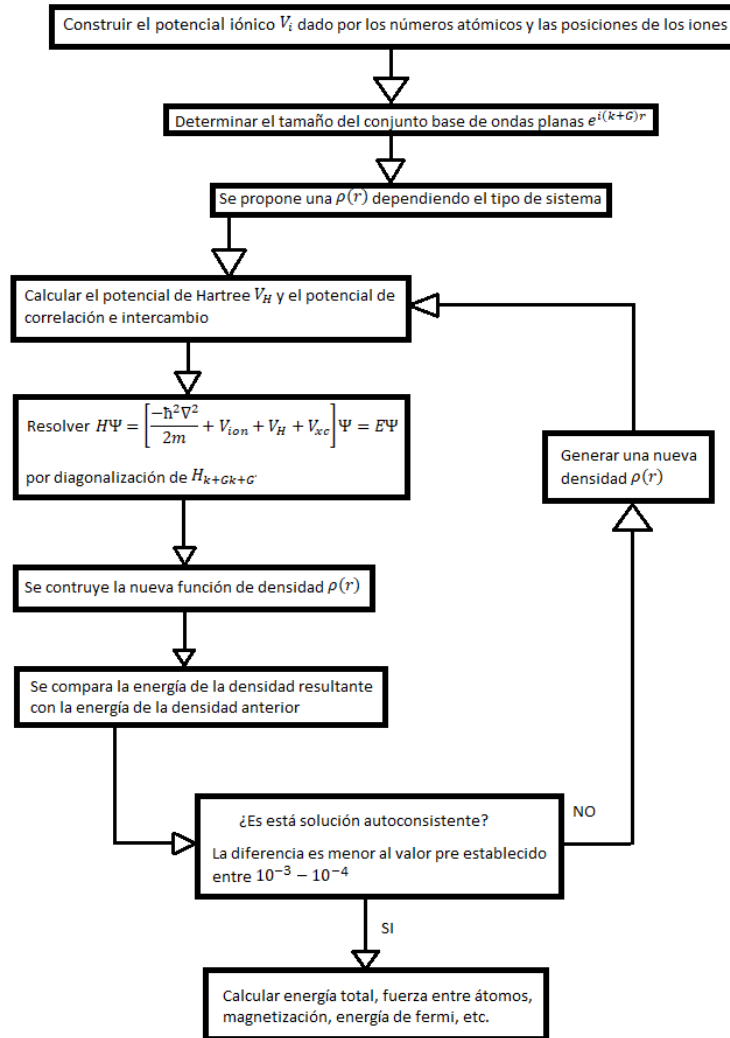 Construir el potencial iónico V_i dado por los números atómicos y las posiciones de los iones
Determinar el tamaño del conjunto base de ondas planas e^{i(k+G)r}
Se propone una ρ(r) dependiendo el tipo de sistema
Calcular el potencial de Hartree V_H y el potencial de
correlación e intercambio
Resolver HΨ = [−ħ²∇²/2m + V_{ion} + V_H + V_{xc}]Ψ = EΨ
por diagonalización de H_{k+Gk+G'}
Generar una nueva
densidad ρ(r)
Se contruye la nueva función de densidad ρ(r)
Se compara la energía de la densidad resultante
con la energía de la densidad anterior
¿Es está solución autoconsistente?
La diferencia es menor al valor pre establecido
entre 10^{−3} − 10^{−4}
NO
SI
Calcular energía total, fuerza entre átomos,
magnetización, energía de fermi, etc.